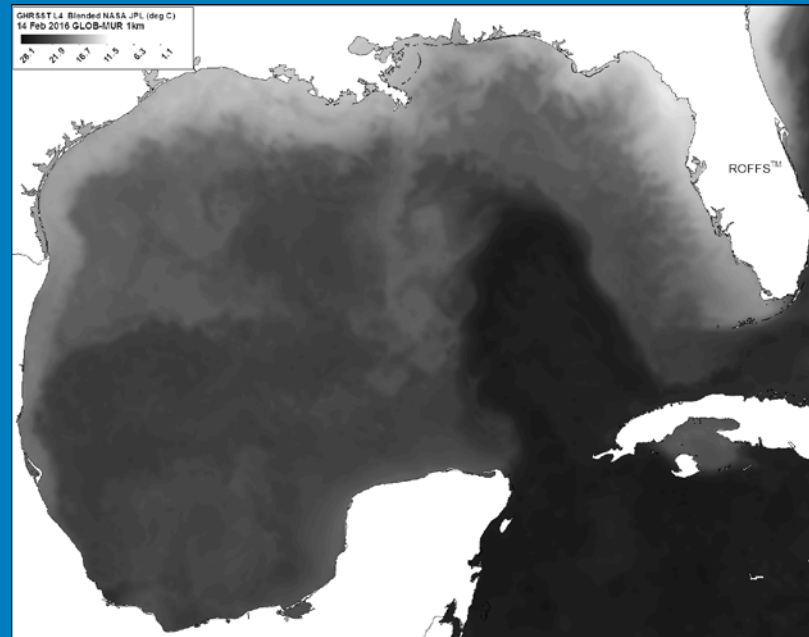 GHRSST L4 Blended NASA JPL (deg C)
14 Feb 2016 GLOB-MUR 1km
26.1 21.9 16.7 11.5 6.3 1.1
ROFFS™